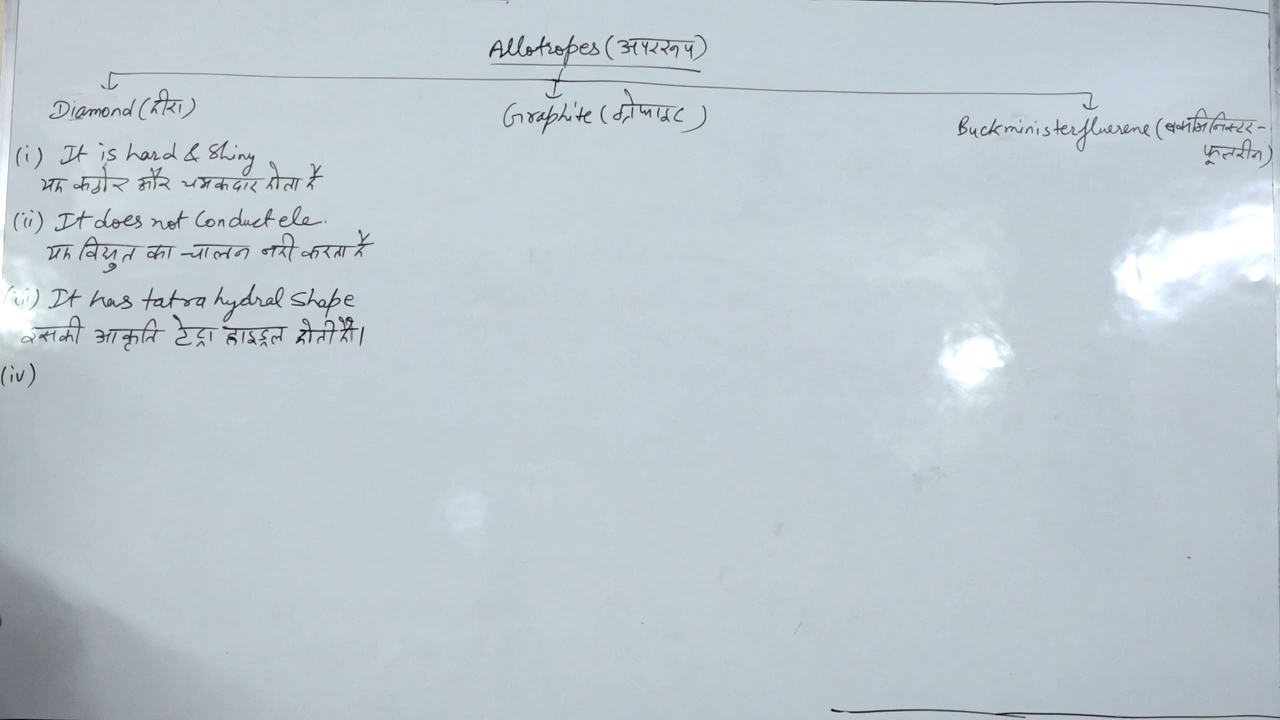 Allotropes (अपररूप)
Diamond (हीरा)
Graphite (ग्रेफाइट)
Buckministerfluerene (बकमिनिस्टर-
फूलरीन)
(i) It is hard & Shiny
यह कठोर और चमकदार होता है
(ii) It does not Conduct ele.
यह विद्युत का चालन नही करता है
(iii) It has tatra hydral Shape
इसकी आकृति टेट्रा हाइड्रल होती है।
(iv)